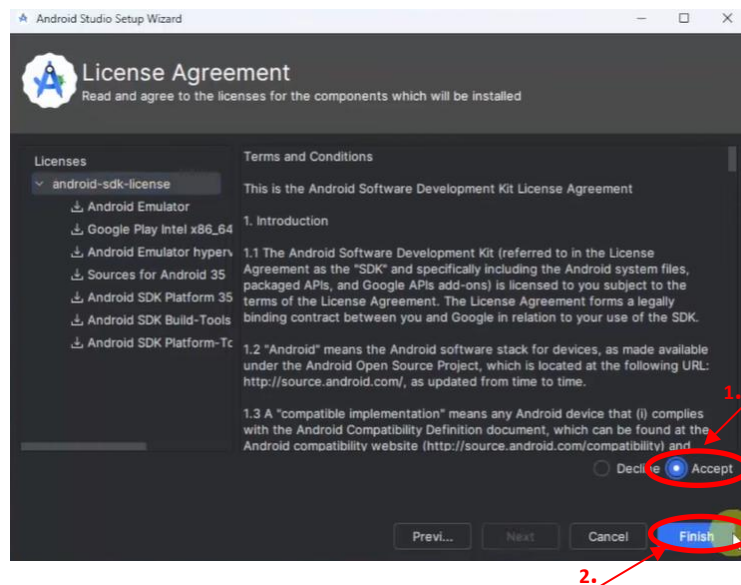 Android Studio Setup Wizard
License Agreement
Read and agree to the licenses for the components which will be installed
Licenses
android-sdk-license
Android Emulator
Google Play Intel x86_64
Android Emulator hyperv
Sources for Android 35
Android SDK Platform 35
Android SDK Build-Tools
Android SDK Platform-Tc
Terms and Conditions
This is the Android Software Development Kit License Agreement
1. Introduction
1.1 The Android Software Development Kit (referred to in the License
Agreement as the "SDK" and specifically including the Android system files,
packaged APIs, and Google APIs add-ons) is licensed to you subject to the
terms of the License Agreement. The License Agreement forms a legally
binding contract between you and Google in relation to your use of the SDK.
1.2 "Android" means the Android software stack for devices, as made available
under the Android Open Source Project, which is located at the following URL:
http://source.android.com/, as updated from time to time.
1.3 A "compatible implementation" means any Android device that (i) complies
with the Android Compatibility Definition document, which can be found at the
Android compatibility website (http://source.android.com/compatibility) and
1.
Decline Accept
Previ... Next Cancel Finish
2.